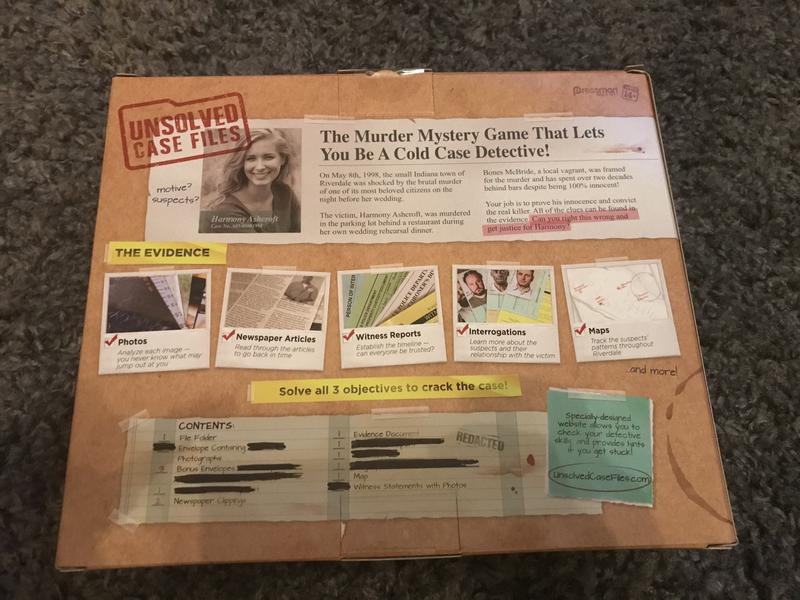 Pressman
14+
UNSOLVED
CASE FILES
The Murder Mystery Game That Lets
You Be A Cold Case Detective!
motive?
suspects?
Harmony Ashcroft
On May 8th, 1998, the small Indiana town of
Riverdale was shocked by the brutal murder
of one of its most beloved citizens on the
night before her wedding.
The victim, Harmony Ashcroft, was murdered
in the parking lot behind a restaurant during
her own wedding rehearsal dinner.
Bones McBride, a local vagrant, was framed
for the murder and has spent over two decades
behind bars despite being 100% innocent!
Your job is to prove his innocence and convict
the real killer. All of the clues can be found in
the evidence. Can you right this wrong and
get justice for Harmony?
THE EVIDENCE
Photos
Analyze each image —
you never know what may
jump out at you
Newspaper Articles
Read through the articles
to go back in time
PERSON OF INTER
POLICE DEPART
Witness Reports
Establish the timeline —
can everyone be trusted?
Interrogations
Learn more about the
suspects and their
relationship with the victim
Maps
Track the suspects'
patterns throughout
Riverdale
...and more!
Solve all 3 objectives to crack the case!
CONTENTS:
1 File Folder
Envelope Containing
Photographs
Bonus Envelopes
2 Newspaper Clippings
1 Evidence Document
REDACTED
Map
Witness Statements with Photos
Specially-designed
website allows you to
check your detective
skills and provides hints
if you get stuck!
UnsolvedCaseFiles.com